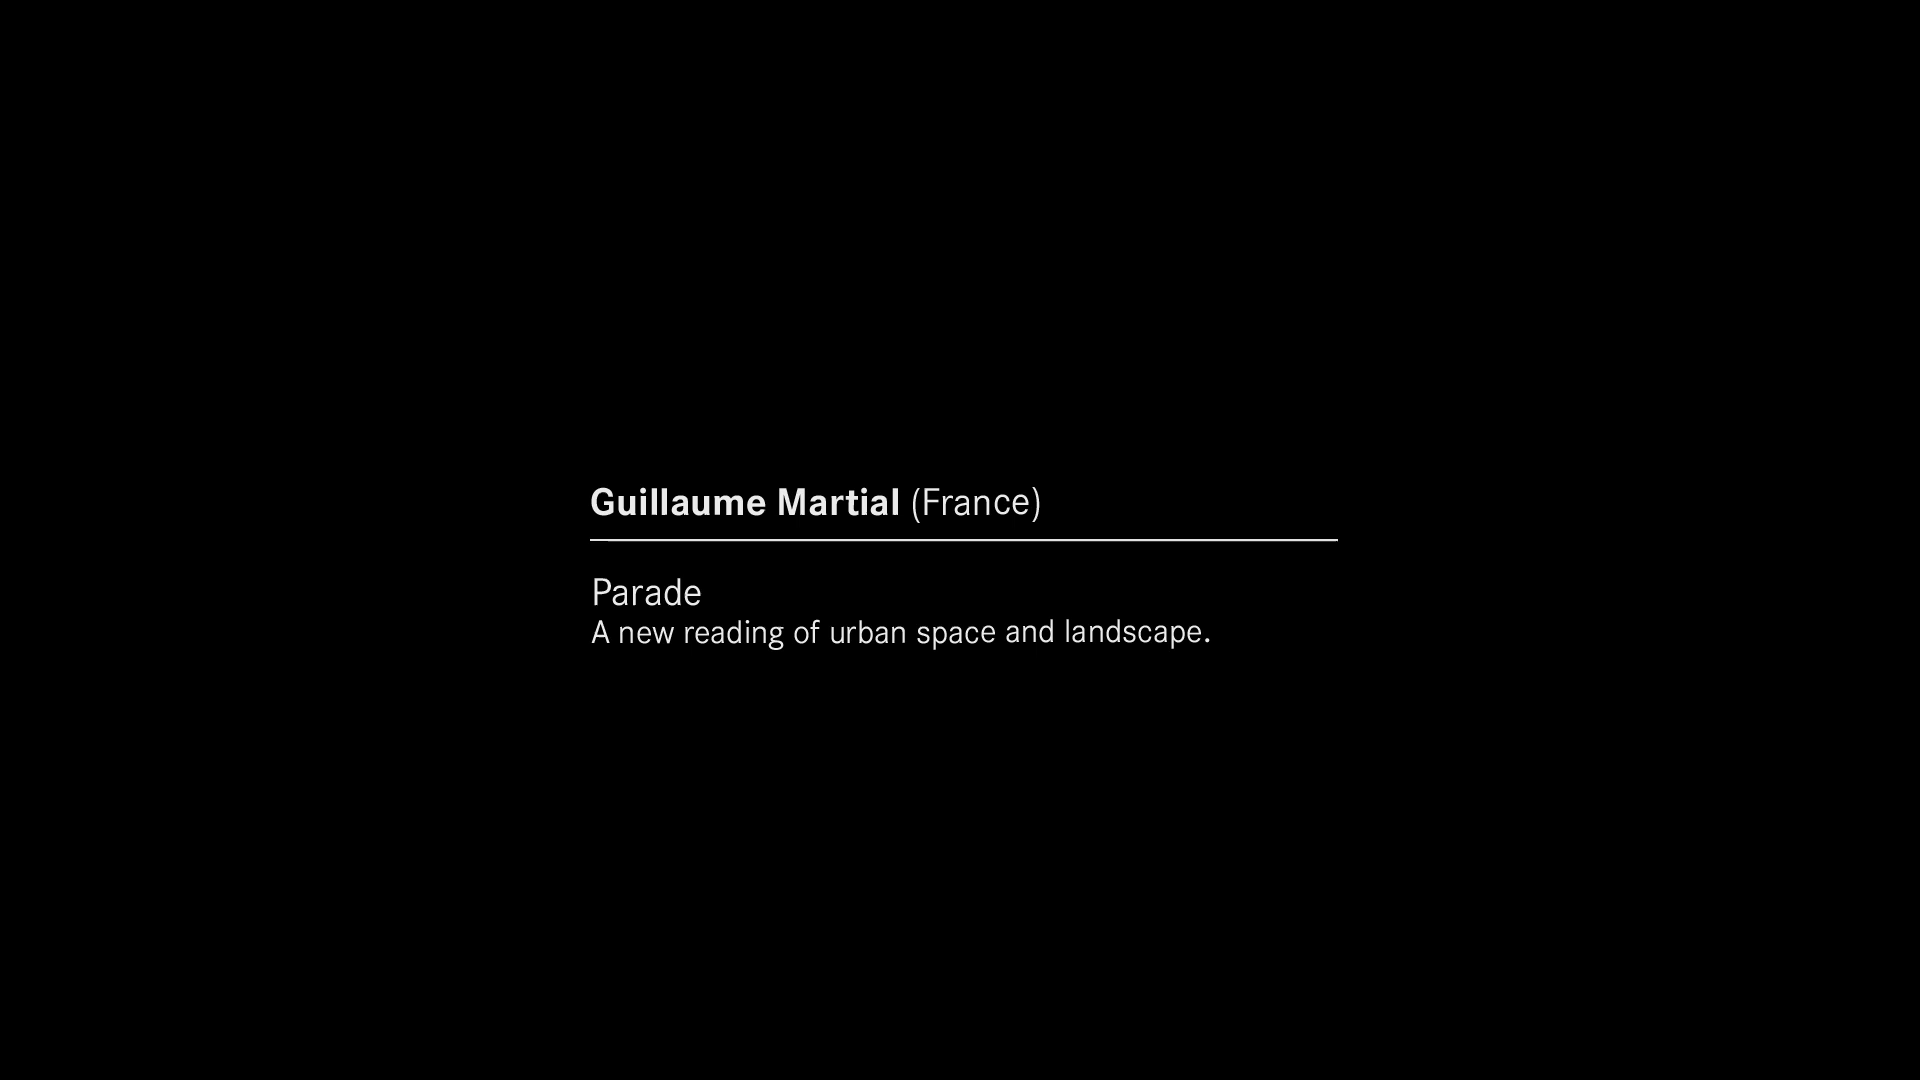 Guillaume Martial (France)
Parade
A new reading of urban space and landscape.